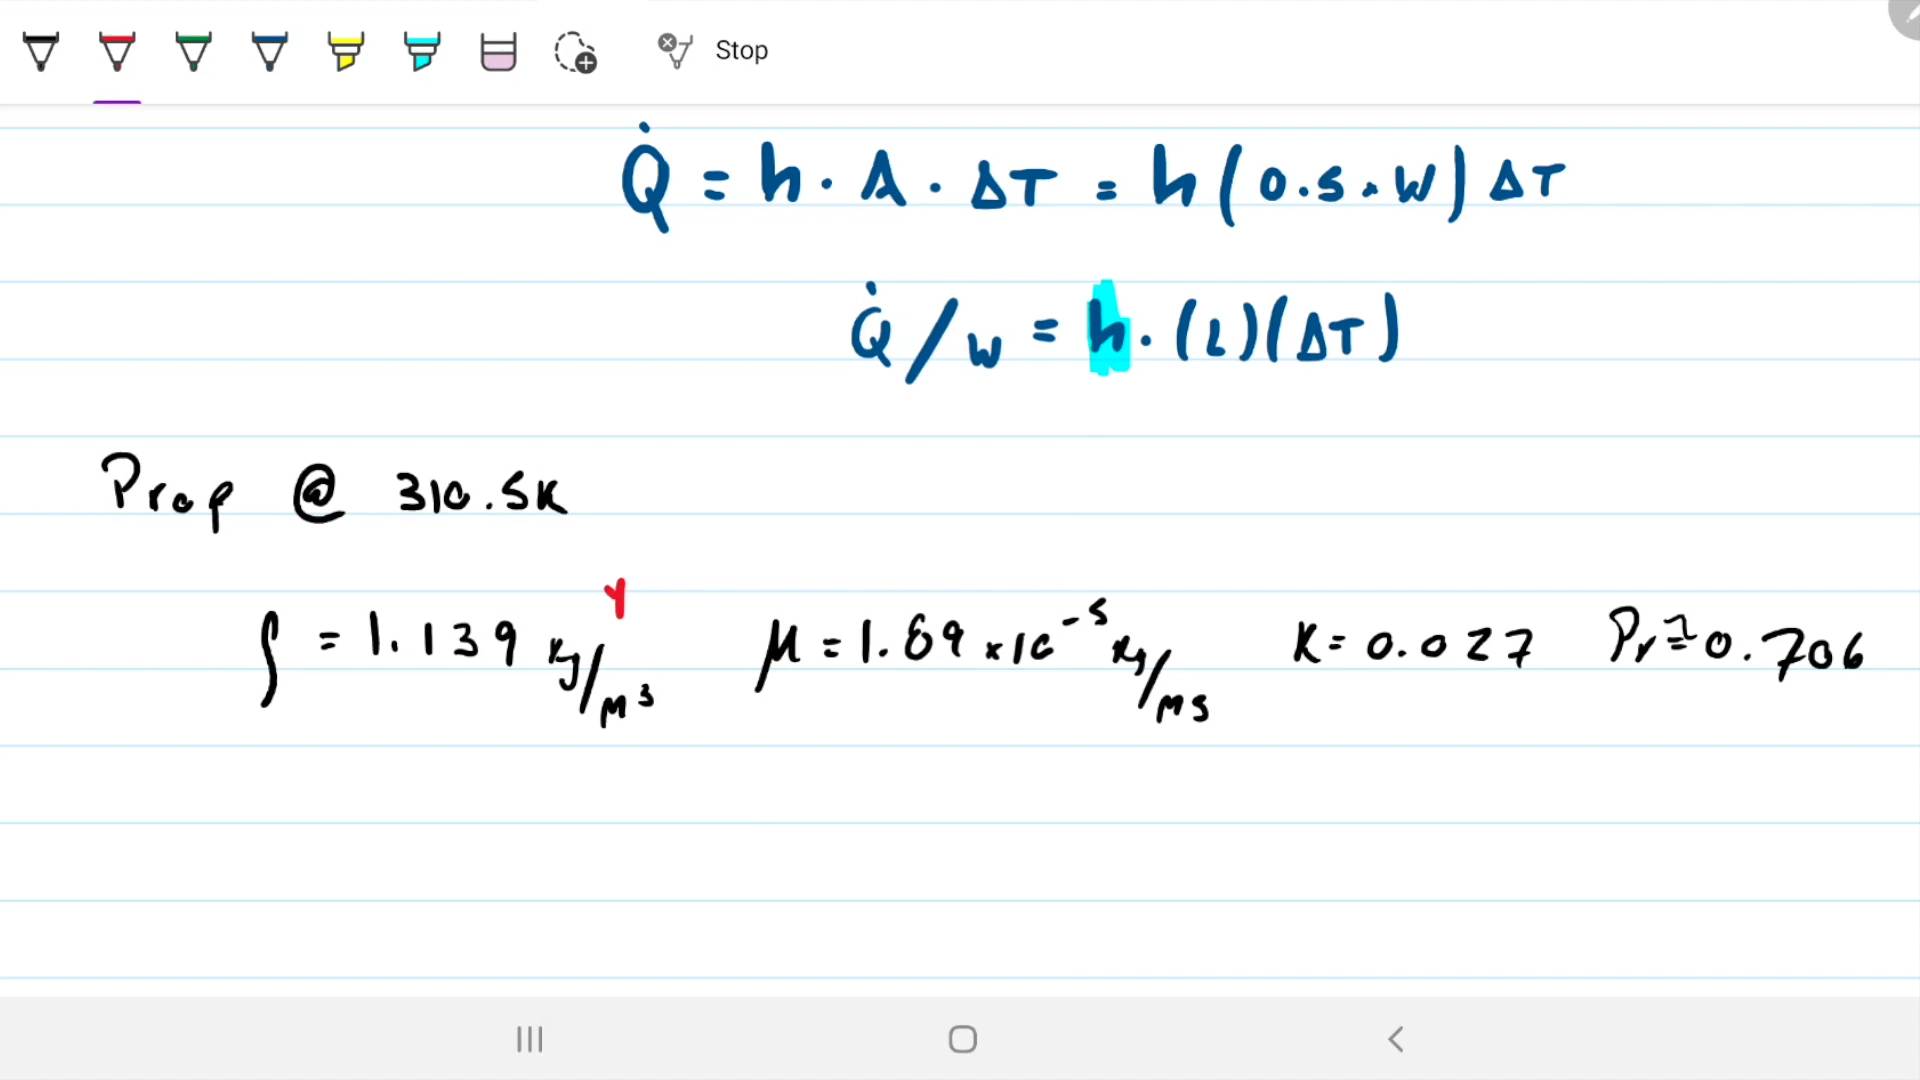 Stop
Q̇ = h · A · ΔT = h(0.5 · W) ΔT
Q̇/W = h · (L)(ΔT)
Prop @ 310.5K
ρ = 1.139 kg/m³ μ = 1.89 × 10⁻⁵ kg/ms K = 0.027 Pr = 0.706